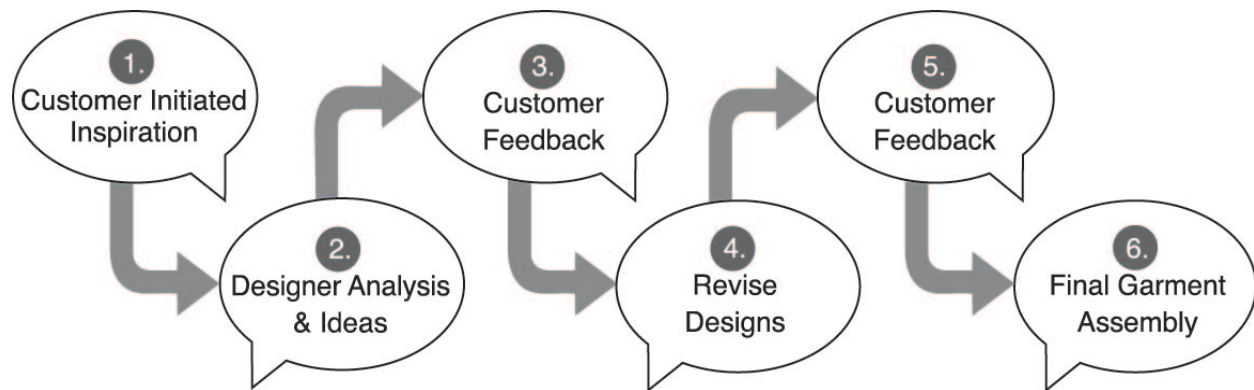 1.
Customer Initiated
Inspiration
2.
Designer Analysis
& Ideas
3.
Customer
Feedback
4.
Revise
Designs
5.
Customer
Feedback
6.
Final Garment
Assembly